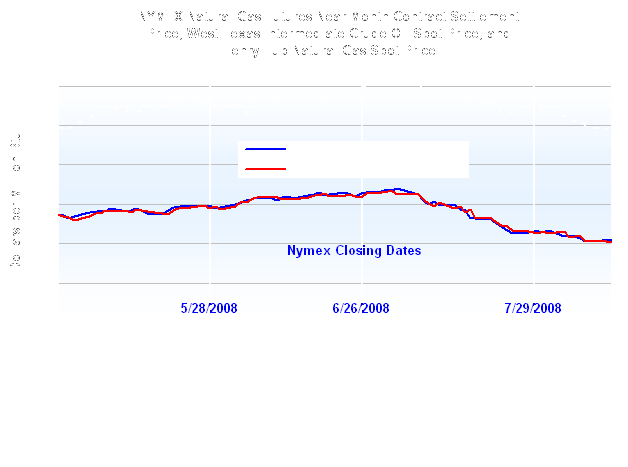 NYMEX Natural Gas Futures Near Month Contract Settlement
Price, West Texas Intermediate Crude Oil Spot Price, and
Henry Hub Natural Gas Spot Price
Nymex Closing Dates
5/28/2008 6/26/2008 7/29/2008